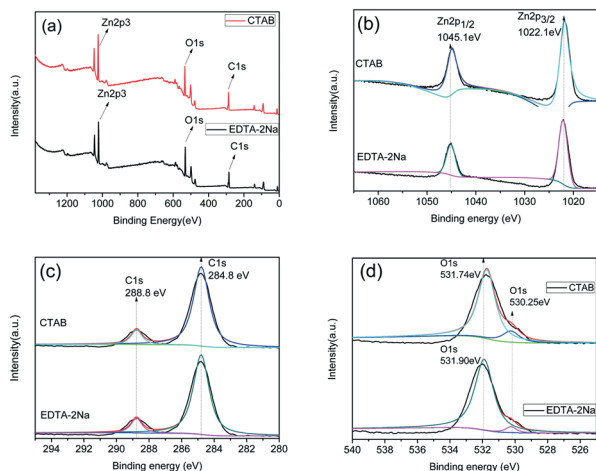 (a)
Zn2p3
CTAB
O1s
C1s
Zn2p3
EDTA-2Na
O1s
C1s
Intensity(a.u.)
1200 1000 800 600 400 200 0
Binding Energy(eV)
(b)
Zn2p1/2
1045.1eV
Zn2p3/2
1022.1eV
CTAB
EDTA-2Na
Intensity(a.u.)
1060 1040 1020
Binding energy (eV)
(c)
C1s
288.8 eV
C1s
284.8 eV
CTAB
EDTA-2Na
Intensity(a.u.)
294 292 290 288 286 284 282 280
Binding Energy(eV)
(d)
O1s
531.74eV
O1s
530.25eV
CTAB
O1s
531.90eV
EDTA-2Na
Intensity(a.u.)
540 538 536 534 532 530 528 526
Binding Energy(eV)